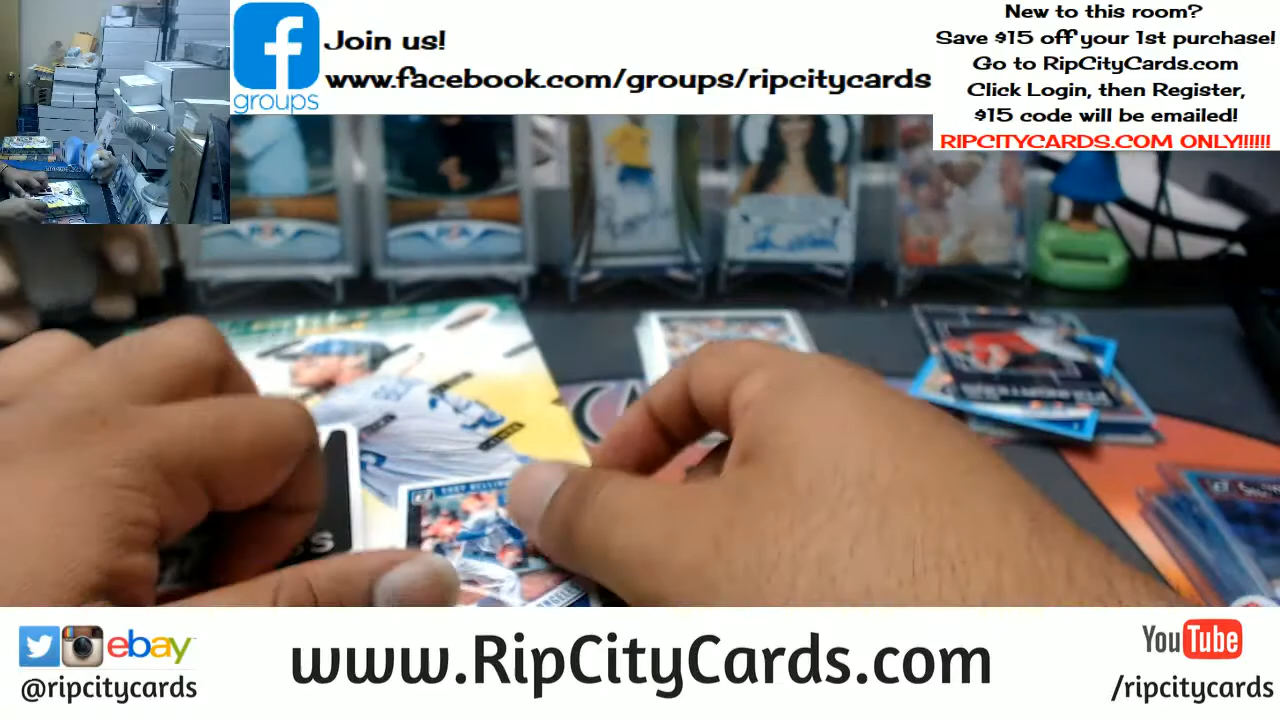 f
groups
Join us!
www.facebook.com/groups/ripcitycards
New to this room?
Save $15 off your 1st purchase!
Go to RipCityCards.com
Click Login, then Register,
$15 code will be emailed!
RIPCITYCARDS.COM ONLY!!!!!!
ebay
@ripcitycards
www.RipCityCards.com
YouTube
/ripcitycards